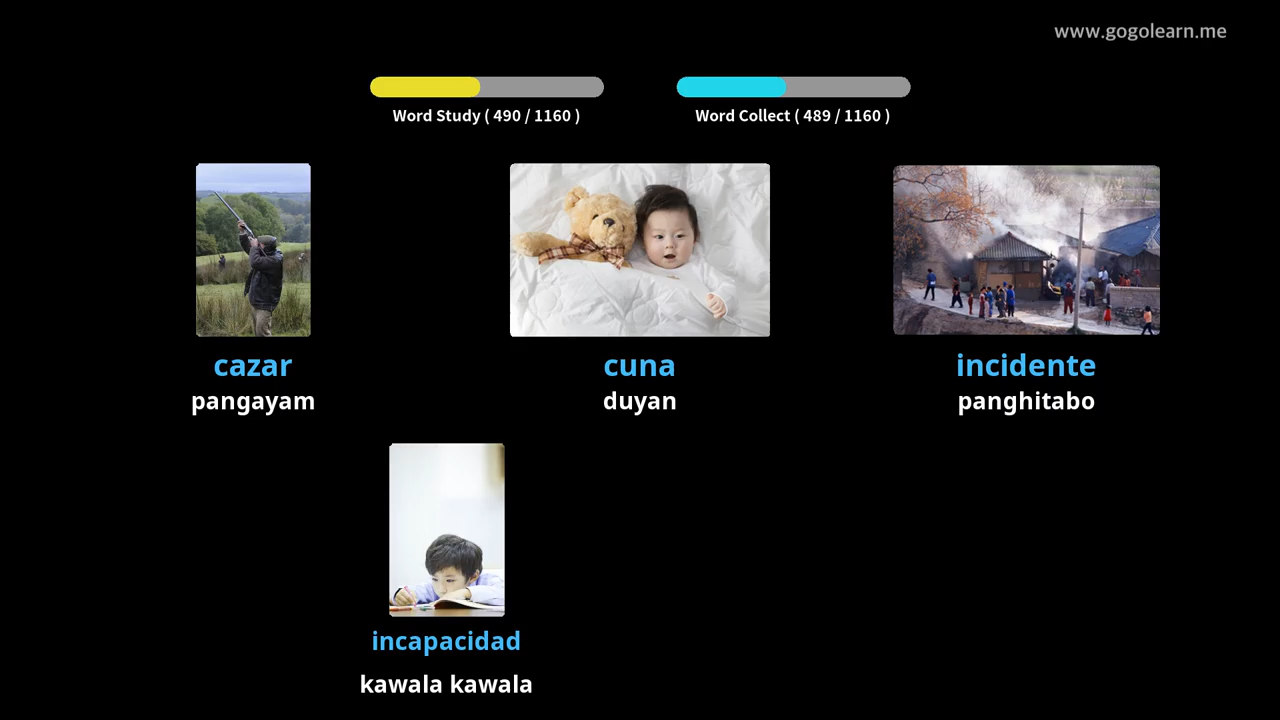 www.gogolearn.me
Word Study ( 490 / 1160 )
Word Collect ( 489 / 1160 )
cazar
pangayam
cuna
duyan
incidente
panghitabo
incapacidad
kawala kawala